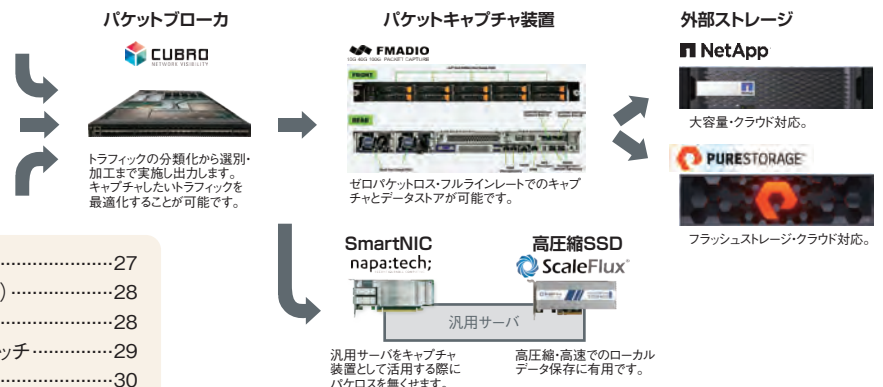 パケットブローカ
CUBRO
NETWORK VISIBILITY
トラフィックの分類化から選別・
加工まで実施し出力します。
キャプチャしたいトラフィックを
最適化することが可能です。
パケットキャプチャ装置
FMADIO
10G 40G 100G PACKET CAPTURE
FRONT
REAR
ゼロパケットロス・フルラインレートでのキャプ
チャとデータストアが可能です。
外部ストレージ
NetApp
大容量・クラウド対応。
PURESTORAGE
フラッシュストレージ・クラウド対応。
SmartNIC
napa:tech;
高圧縮SSD
ScaleFlux
汎用サーバ
汎用サーバをキャプチャ
装置として活用する際に
パケロスを無くせます。
高圧縮・高速でのローカル
データ保存に有用です。
27
)28
28
ッチ29
30